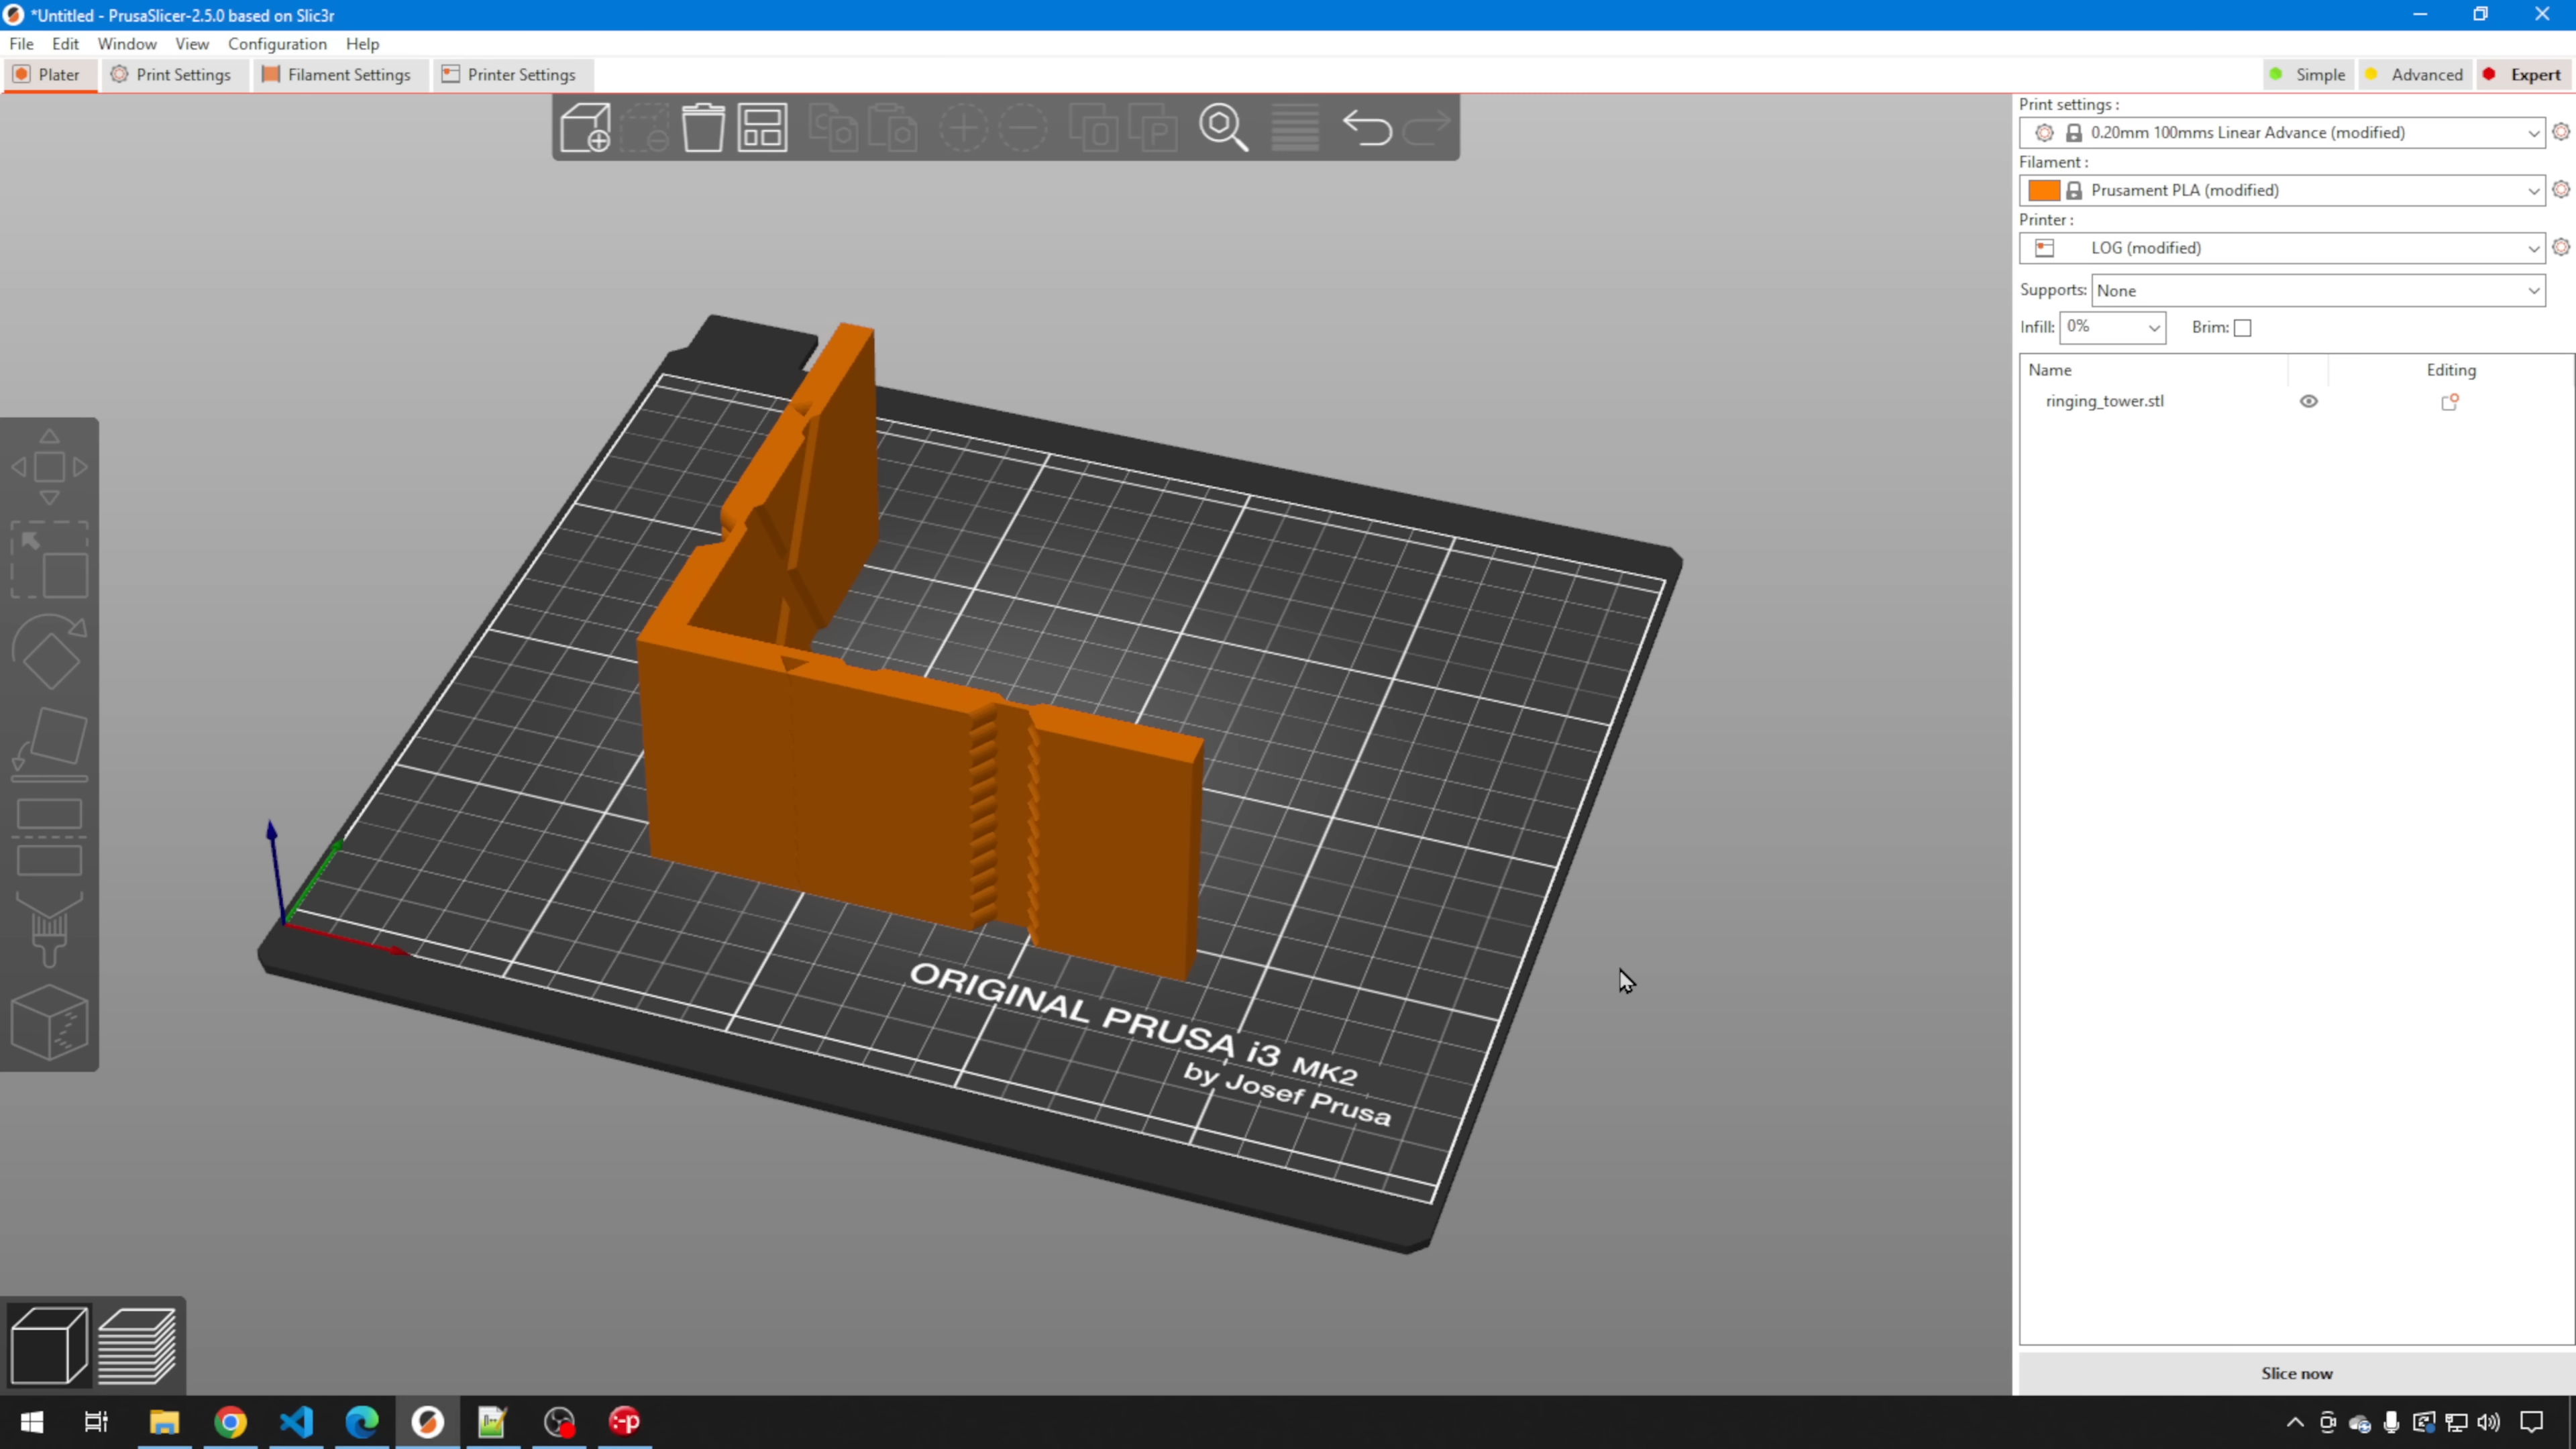 *Untitled - PrusaSlicer-2.5.0 based on Slic3r
File Edit Window View Configuration Help
Plater Print Settings Filament Settings Printer Settings Simple Advanced Expert
Print settings :
0.20mm 100mms Linear Advance (modified)
Filament :
Prusament PLA (modified)
Printer :
LOG (modified)
Supports: None
Infill: 0% Brim:
Name Editing
ringing_tower.stl
ORIGINAL PRUSA i3 MK2
by Josef Prusa
Slice now